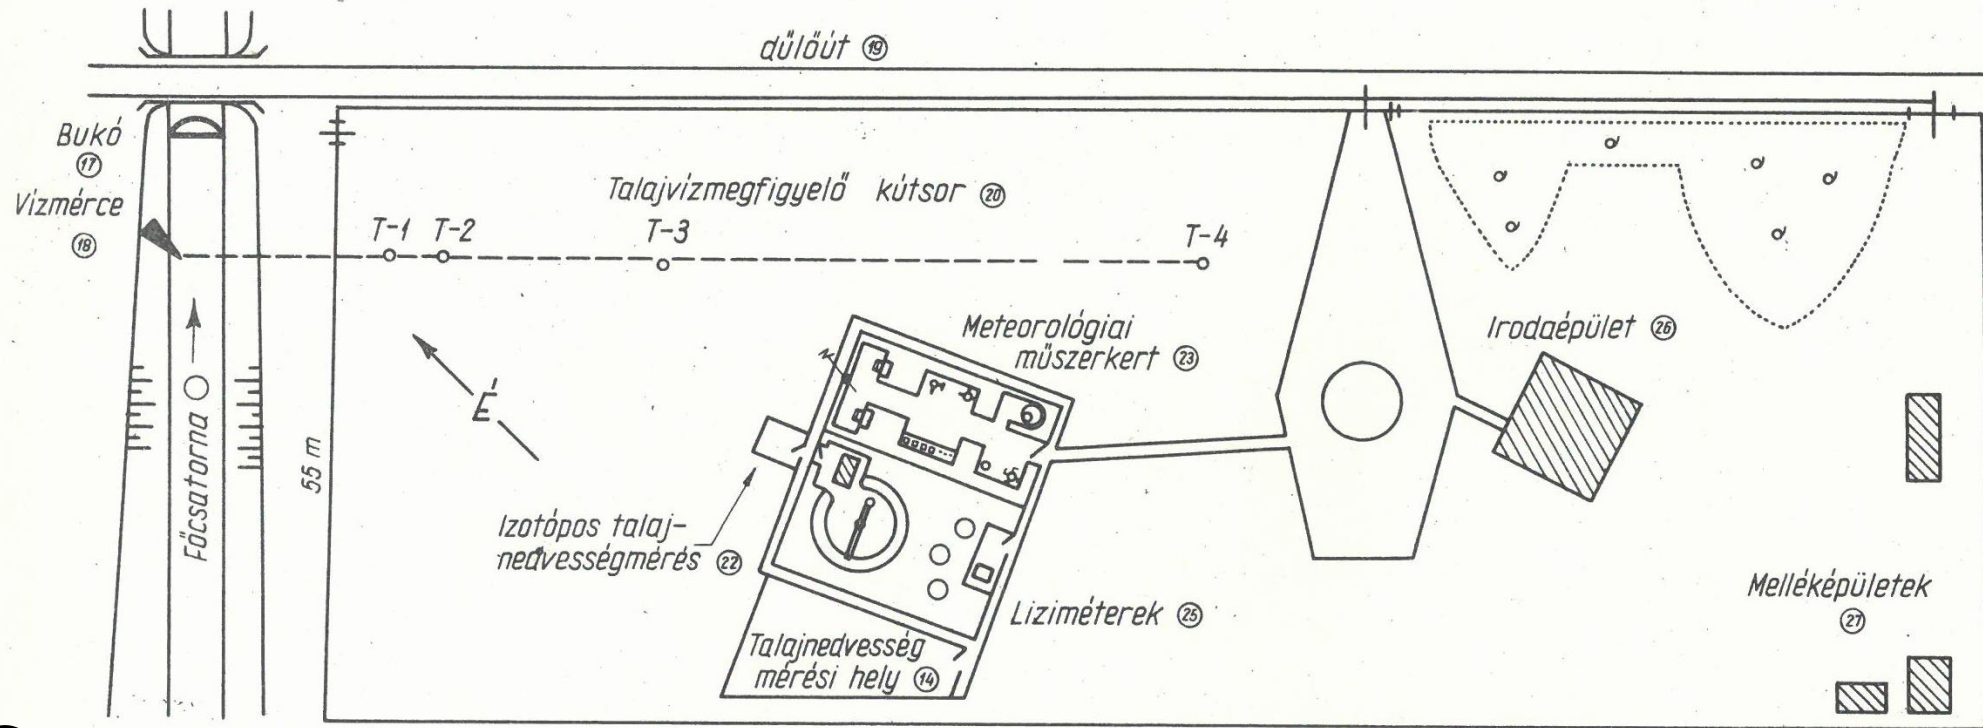 dűlőút 19
Bukó
17
Vízmérce
18
Talajvízmegfigyelő kútsor 20
T-1 T-2 T-3 T-4
Meteorológiai
műszerkert 23
Irodaépület 26
É
55 m
Főcsatorna
Izotópos talaj-
nedvességmérés 22
Liziméterek 25
Melléképületek
27
Talajnedvesség
mérési hely 14